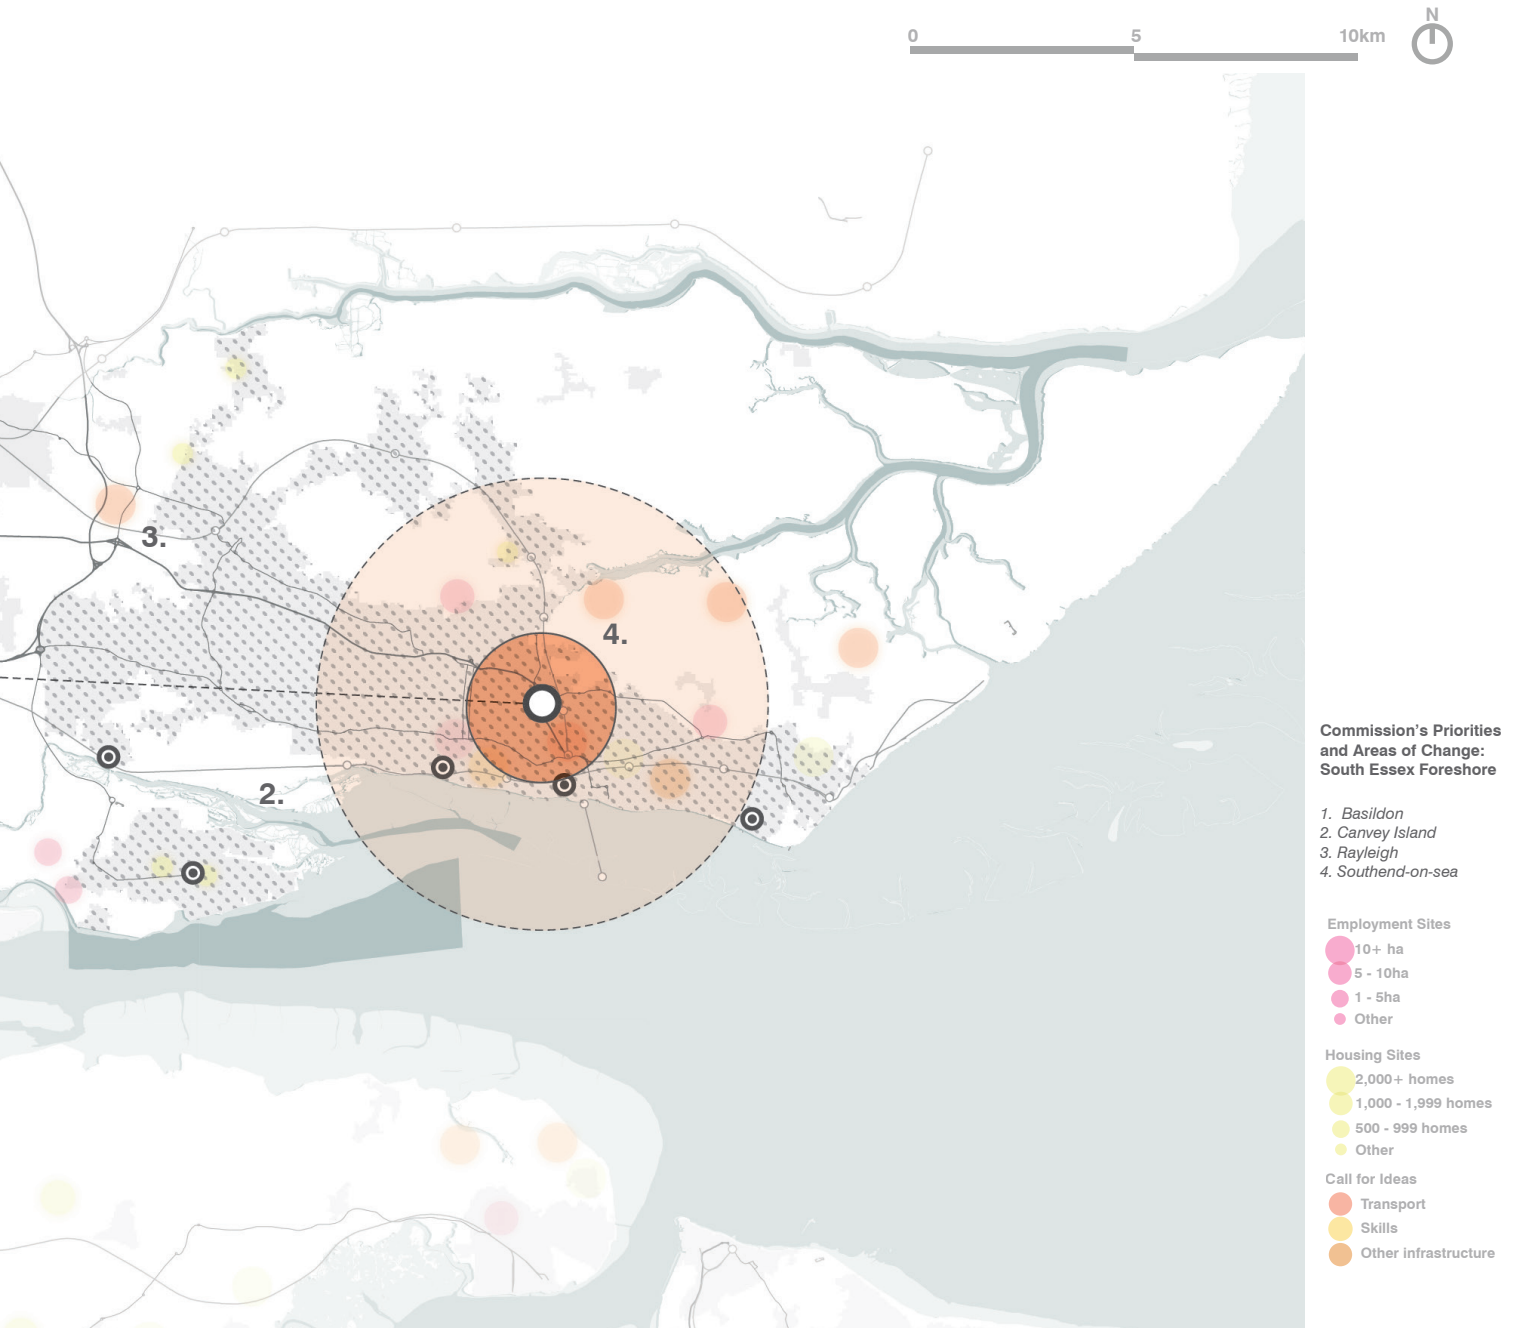 0 5 10km N
3.
4.
2.
Commission's Priorities
and Areas of Change:
South Essex Foreshore
1. Basildon
2. Canvey Island
3. Rayleigh
4. Southend-on-sea
Employment Sites
10+ ha
5 - 10ha
1 - 5ha
Other
Housing Sites
2,000+ homes
1,000 - 1,999 homes
500 - 999 homes
Other
Call for Ideas
Transport
Skills
Other infrastructure